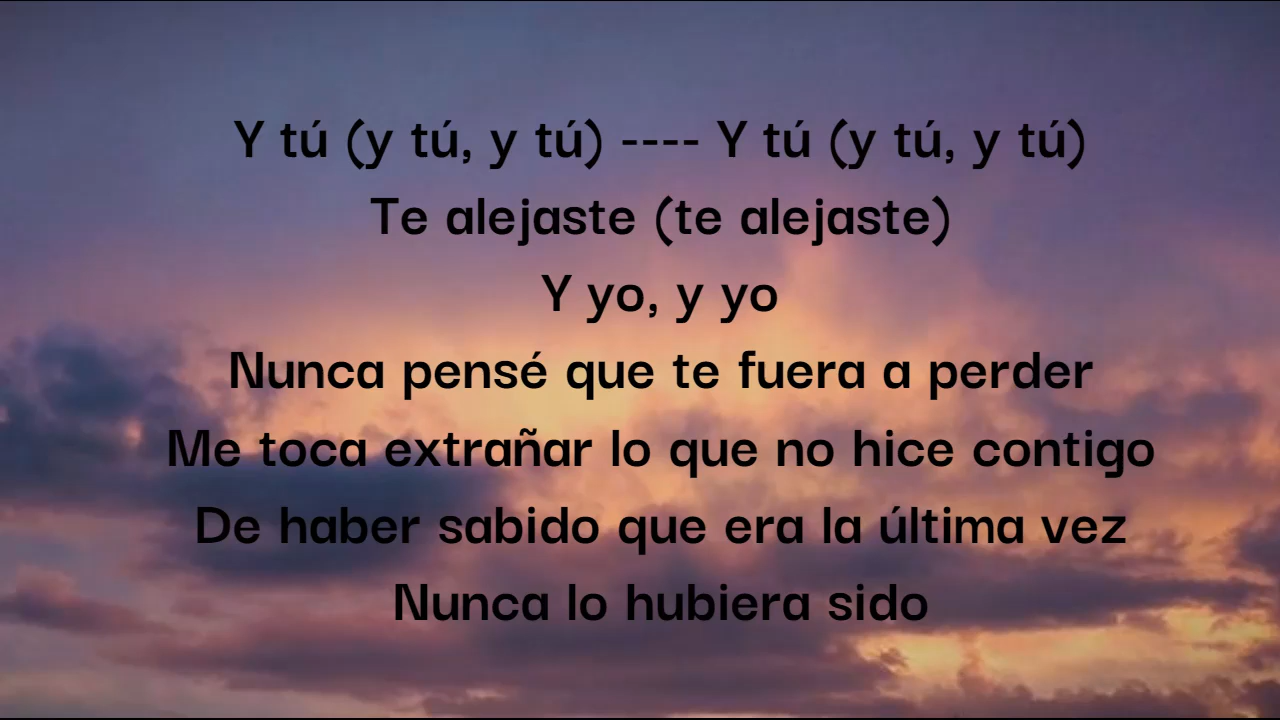 Y tú (y tú, y tú) ---- Y tú (y tú, y tú)
Te alejaste (te alejaste)
Y yo, y yo
Nunca pensé que te fuera a perder
Me toca extrañar lo que no hice contigo
De haber sabido que era la última vez
Nunca lo hubiera sido